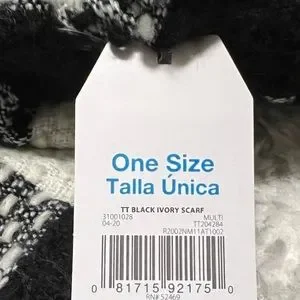 One Size
Talla Única
TT BLACK IVORY SCARF
31001028 MULTI
04-20 TT204284
R2002NM11AT1002
0 81715 92175 0
RN# 52469